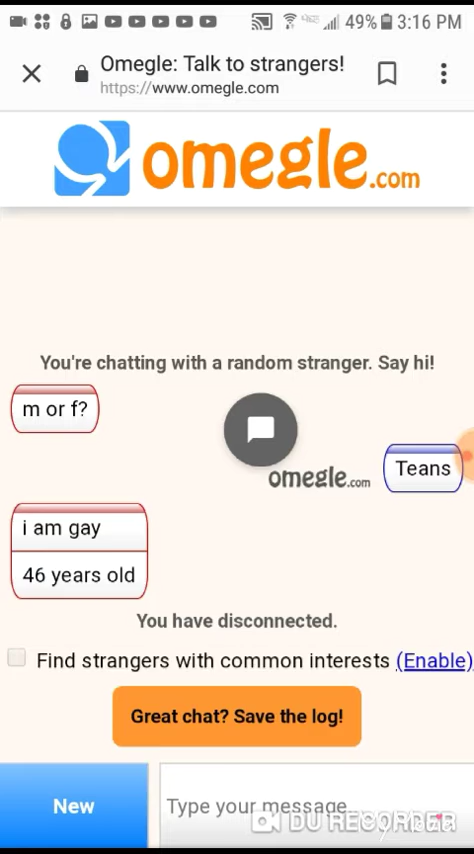 49% 3:16 PM
Omegle: Talk to strangers!
https://www.omegle.com
omegle.com
You're chatting with a random stranger. Say hi!
m or f?
Teans
omegle.com
i am gay
46 years old
You have disconnected.
Find strangers with common interests (Enable)
Great chat? Save the log!
New
Type your message...
DU RECORDER